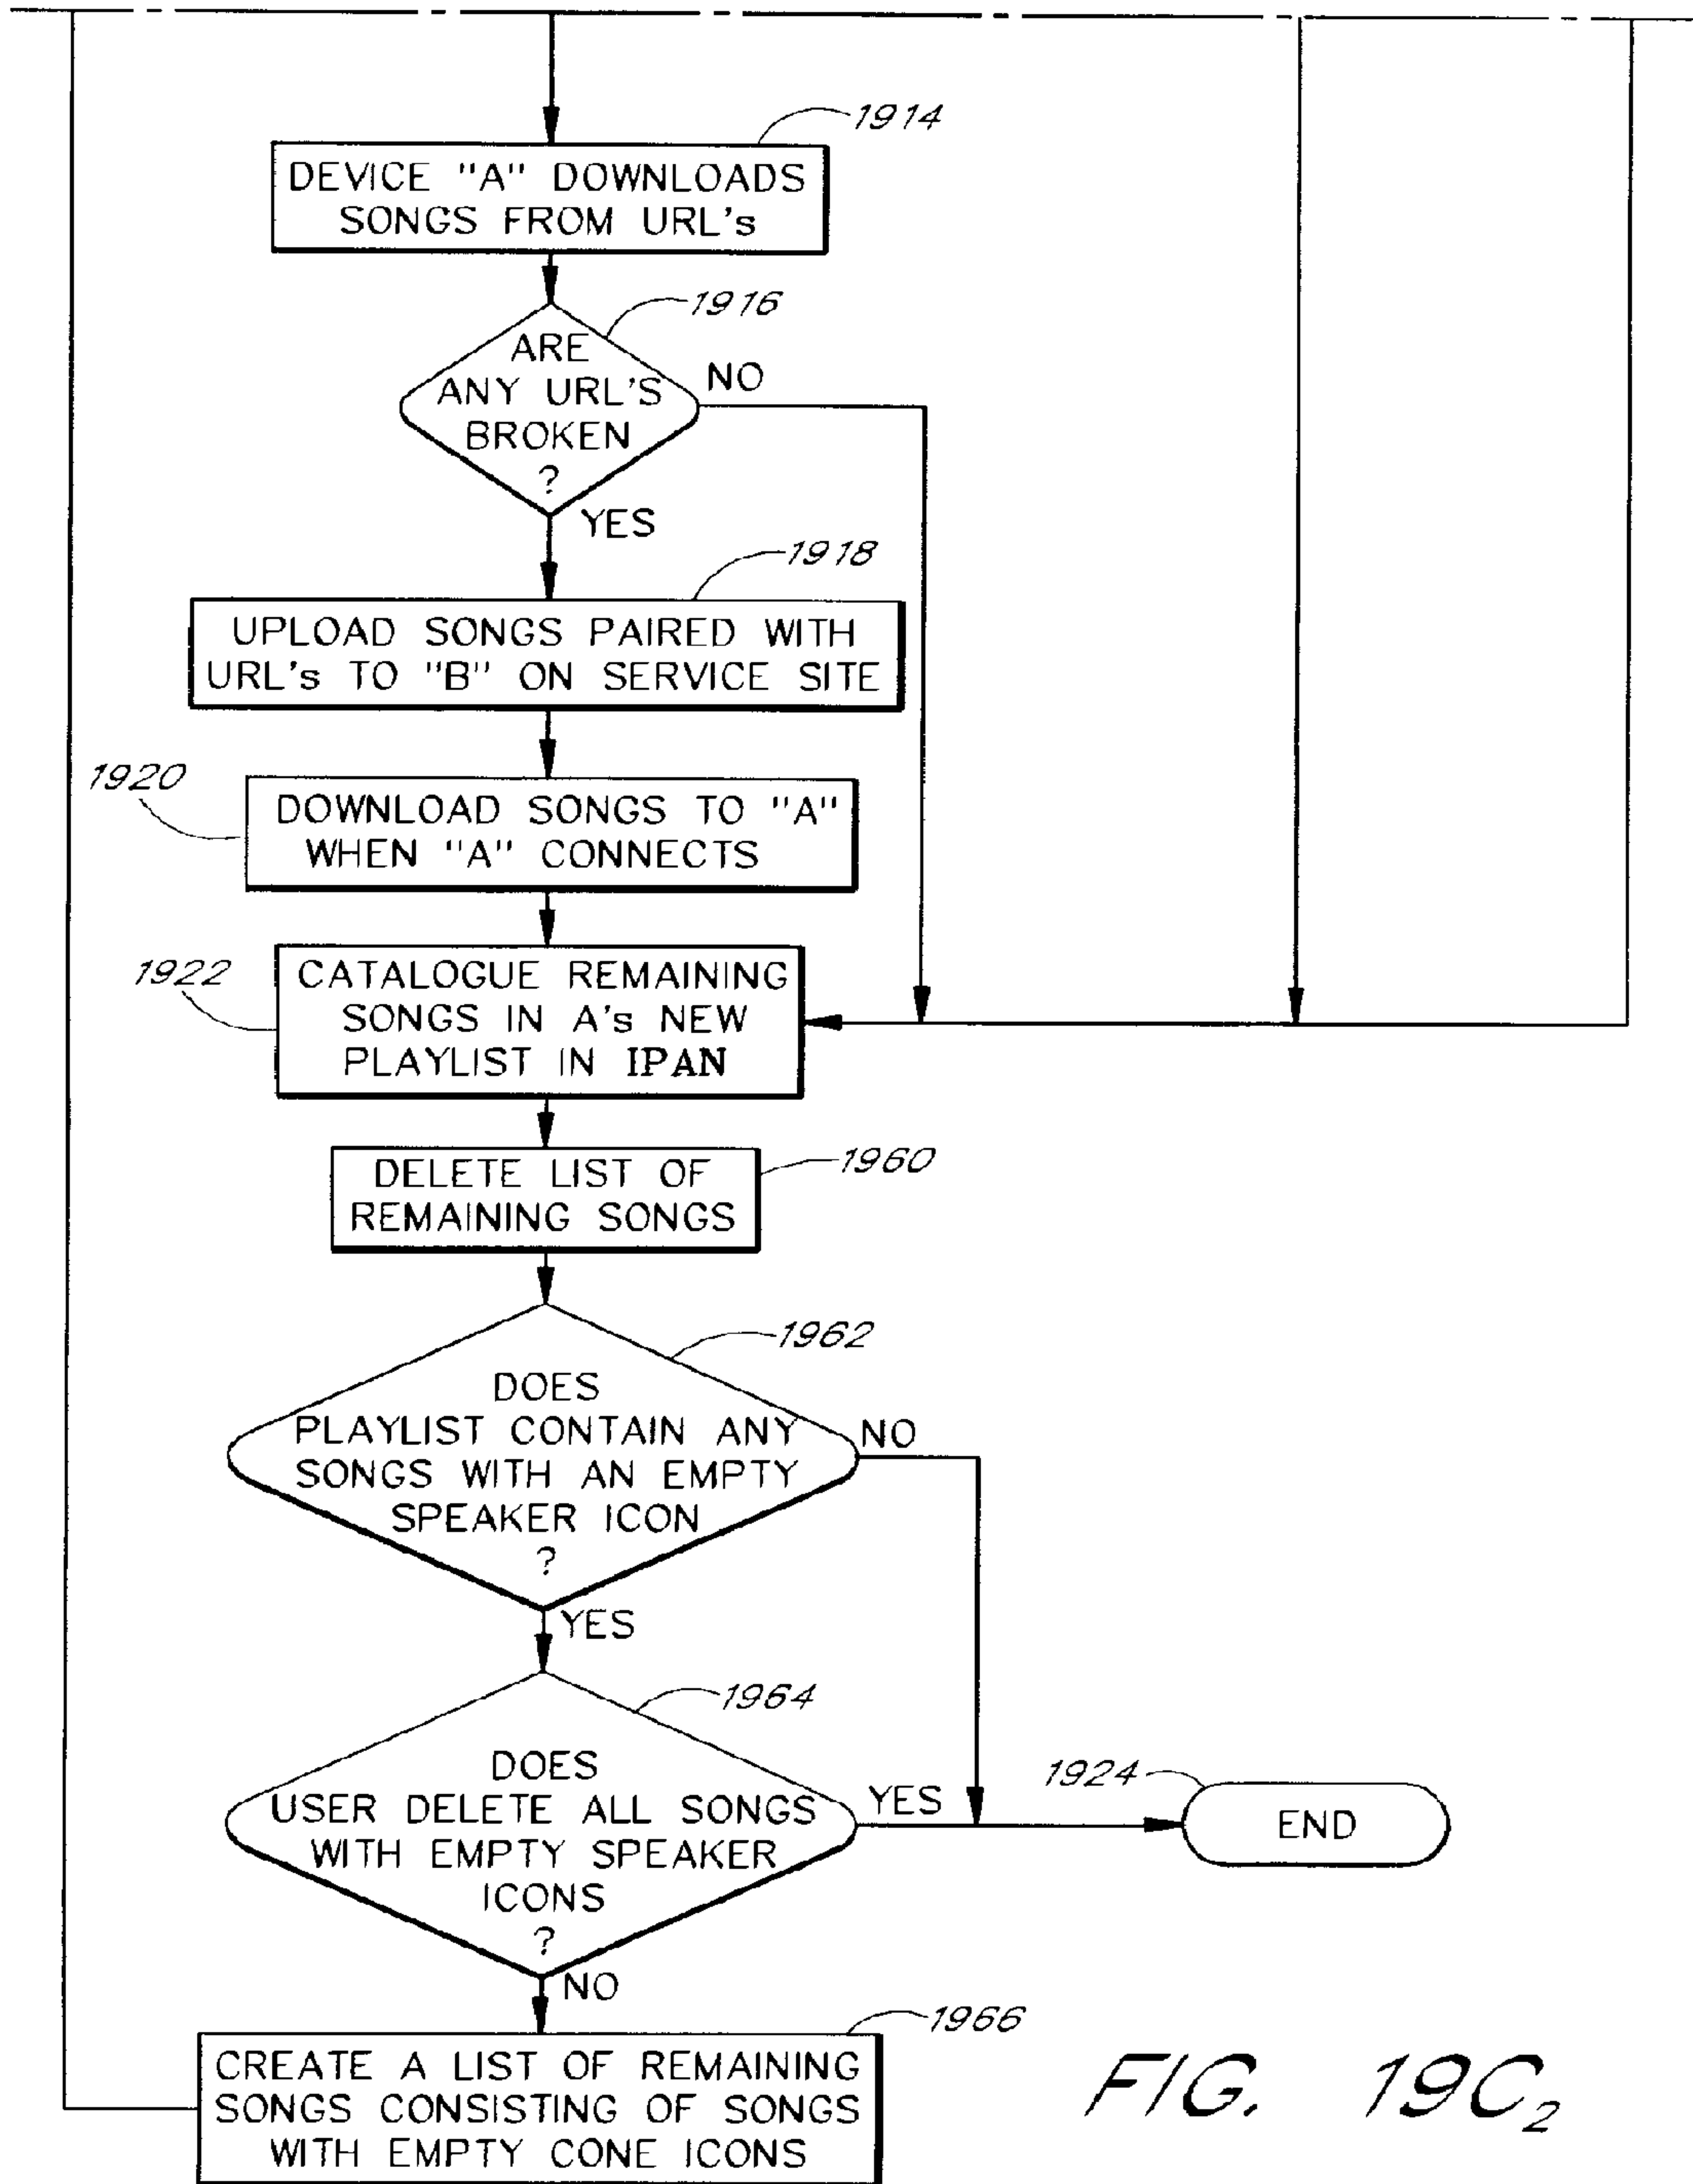 1914
DEVICE "A" DOWNLOADS
SONGS FROM URL's
1916
ARE
ANY URL'S
BROKEN
?
NO
YES
1918
UPLOAD SONGS PAIRED WITH
URL's TO "B" ON SERVICE SITE
1920
DOWNLOAD SONGS TO "A"
WHEN "A" CONNECTS
1922
CATALOGUE REMAINING
SONGS IN A's NEW
PLAYLIST IN IPAN
1960
DELETE LIST OF
REMAINING SONGS
1962
DOES
PLAYLIST CONTAIN ANY
SONGS WITH AN EMPTY
SPEAKER ICON
?
NO
YES
1964
DOES
USER DELETE ALL SONGS
WITH EMPTY SPEAKER
ICONS
?
YES
1924
END
NO
1966
CREATE A LIST OF REMAINING
SONGS CONSISTING OF SONGS
WITH EMPTY CONE ICONS
FIG. 19C2